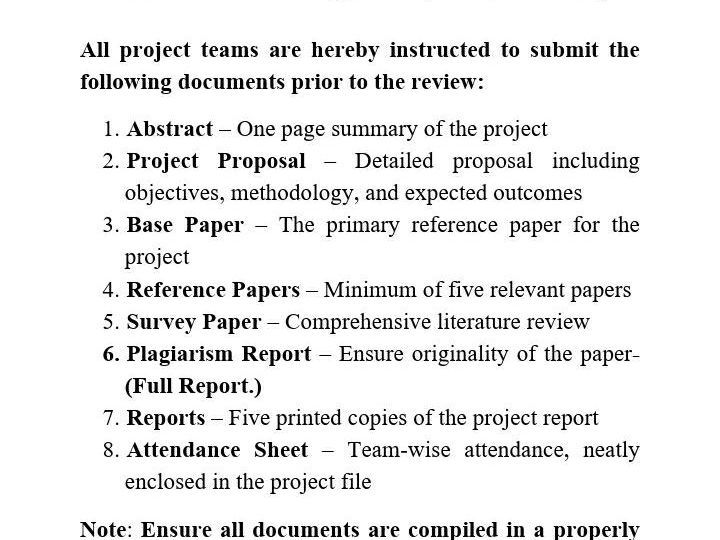 All project teams are hereby instructed to submit the
following documents prior to the review:
1. Abstract – One page summary of the project
2. Project Proposal – Detailed proposal including
objectives, methodology, and expected outcomes
3. Base Paper – The primary reference paper for the
project
4. Reference Papers – Minimum of five relevant papers
5. Survey Paper – Comprehensive literature review
6. Plagiarism Report – Ensure originality of the paper-
(Full Report.)
7. Reports – Five printed copies of the project report
8. Attendance Sheet – Team-wise attendance, neatly
enclosed in the project file
Note: Ensure all documents are compiled in a properly